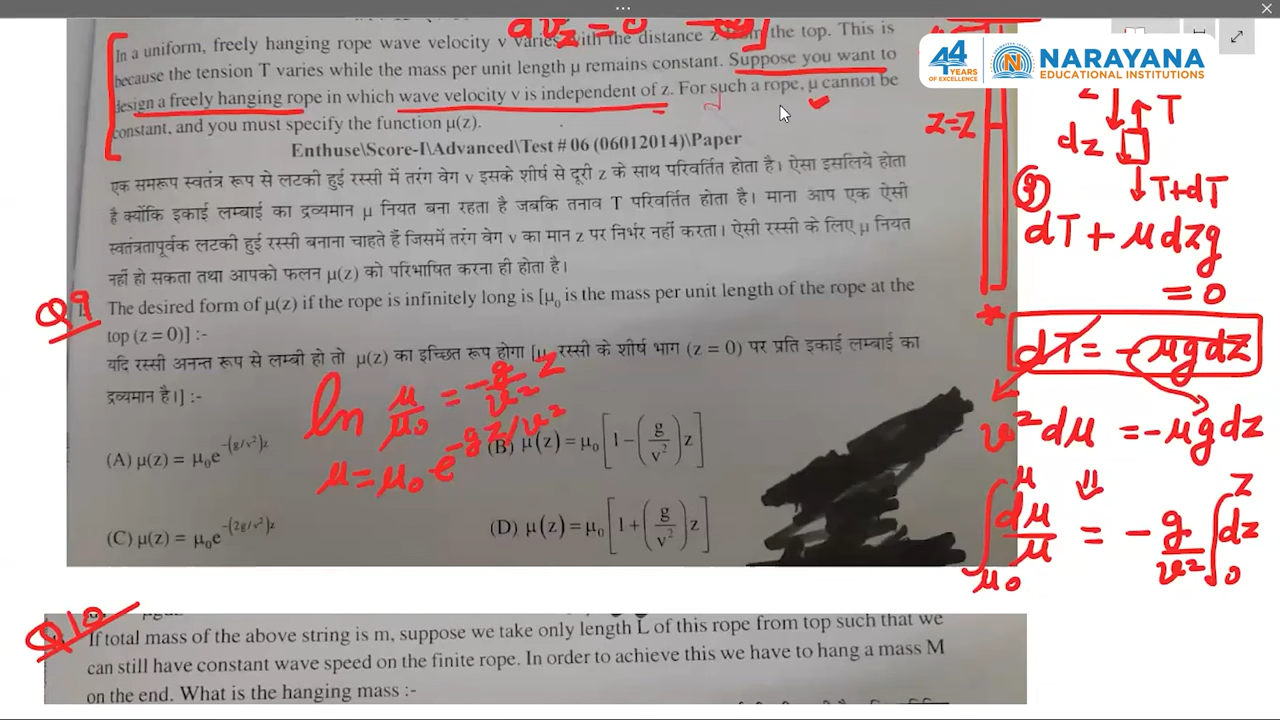 In a uniform, freely hanging rope wave velocity v varies with the distance z from the top. This is
because the tension T varies while the mass per unit length μ remains constant. Suppose you want to
design a freely hanging rope in which wave velocity v is independent of z. For such a rope, μ cannot be
constant, and you must specify the function μ(z).
Enthuse\Score-I\Advanced\Test # 06 (06012014)\Paper
एक समरूप स्वतंत्र रूप से लटकी हुई रस्सी में तरंग वेग v इसके शीर्ष से दूरी z के साथ परिवर्तित होता है। ऐसा इसलिये होता
है क्योंकि इकाई लम्बाई का द्रव्यमान μ नियत बना रहता है जबकि तनाव T परिवर्तित होता है। माना आप एक ऐसी
स्वतंत्रतापूर्वक लटकी हुई रस्सी बनाना चाहते हैं जिसमें तरंग वेग v का मान z पर निर्भर नहीं करता। ऐसी रस्सी के लिए μ नियत
नहीं हो सकता तथा आपको फलन μ(z) को परिभाषित करना ही होता है।
Q9
The desired form of μ(z) if the rope is infinitely long is [μ₀ is the mass per unit length of the rope at the
top (z = 0)] :-
यदि रस्सी अनन्त रूप से लम्बी हो तो μ(z) का इच्छित रूप होगा [μ रस्सी के शीर्ष भाग (z = 0) पर प्रति इकाई लम्बाई का
द्रव्यमान है।] :-
ln μ/μ₀ = -g/v² z
μ = μ₀ e^-gz/v²
(A) μ(z) = μ₀e^-(g/v²)z
(B) μ(z) = μ₀[1-(g/v²)z]
(C) μ(z) = μ₀e^-(2g/v²)z
(D) μ(z) = μ₀[1+(g/v²)z]
44 YEARS OF EXCELLENCE
NARAYANA
EDUCATIONAL INSTITUTIONS
z=z
dz
T
T+dT
dT + μdzg
= 0
dT = -μgdz
v²dμ = -μgdz
∫μ₀^μ dμ/μ = -g/v² ∫0^z dz
Q10
If total mass of the above string is m, suppose we take only length L of this rope from top such that we
can still have constant wave speed on the finite rope. In order to achieve this we have to hang a mass M
on the end. What is the hanging mass :-